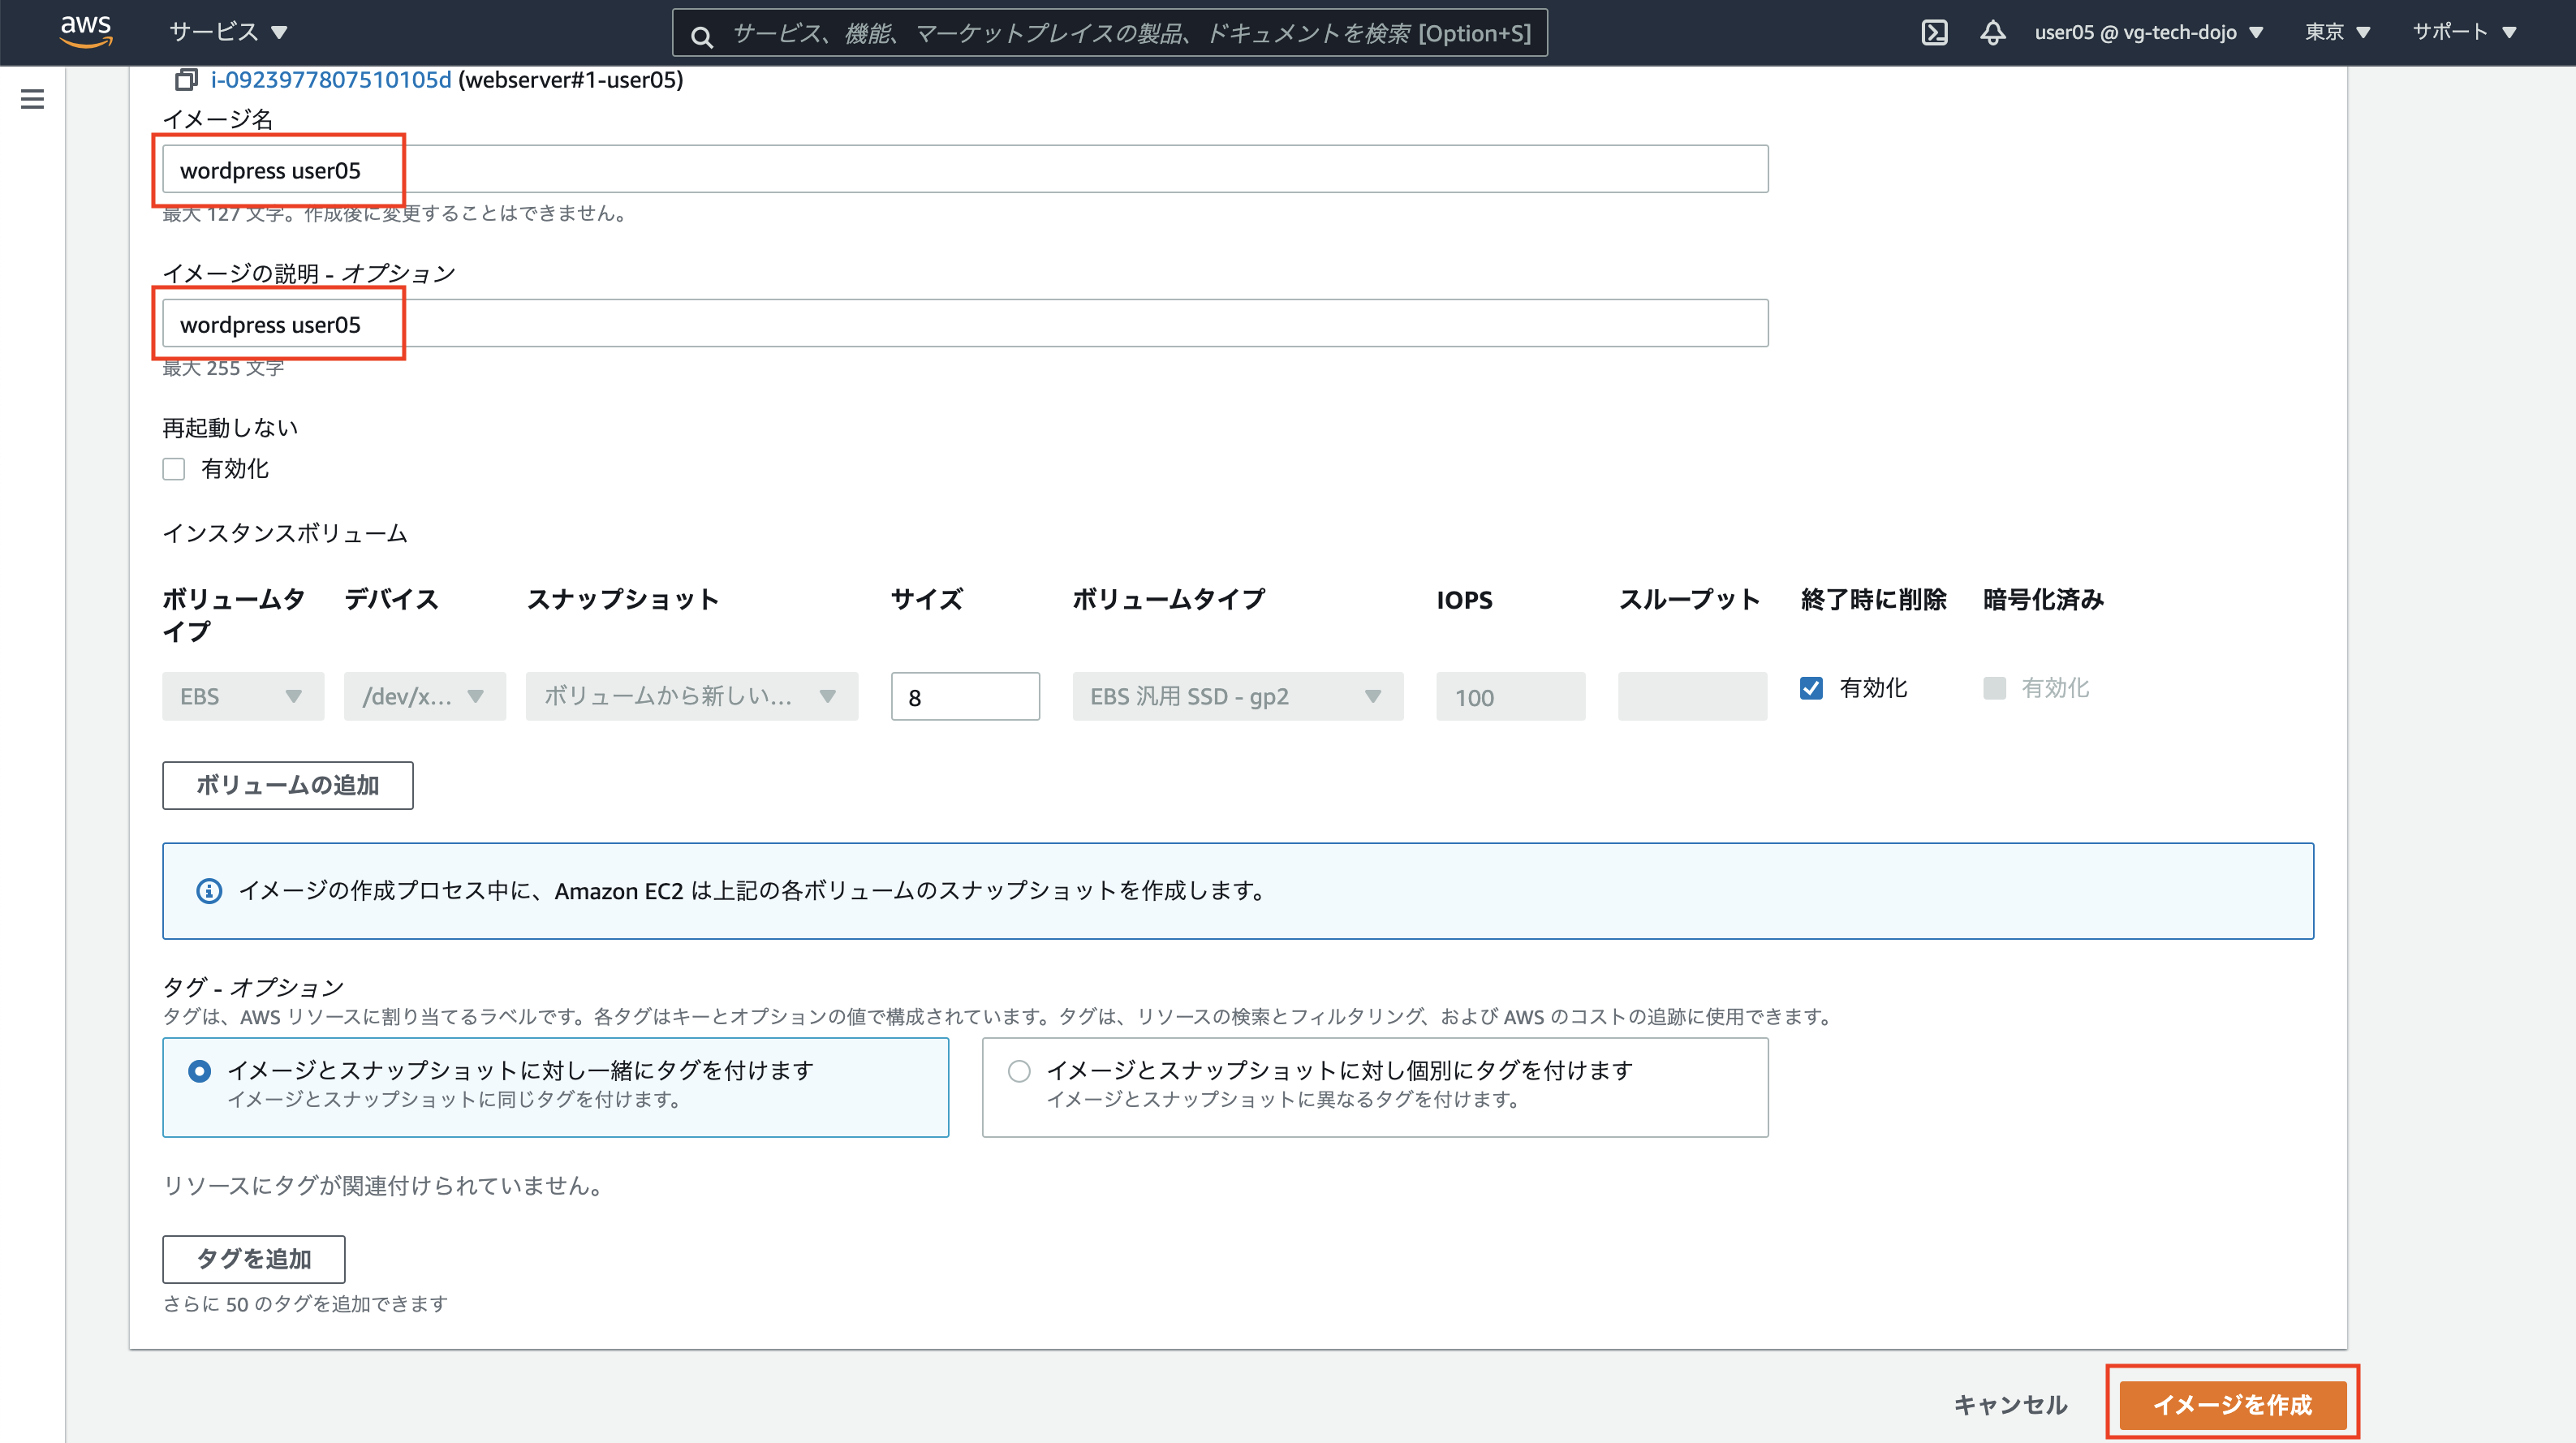 aws サービス サービス、機能、マーケットプレイスの製品、ドキュメントを検索 [Option+S] user05 @ vg-tech-dojo 東京 サポート
i-0923977807510105d (webserver#1-user05)
イメージ名
wordpress user05
最大 127 文字。作成後に変更することはできません。
イメージの説明 - オプション
wordpress user05
最大 255 文字
再起動しない
有効化
インスタンスボリューム
ボリュームタイプ デバイス スナップショット サイズ ボリュームタイプ IOPS スループット 終了時に削除 暗号化済み
EBS /dev/x... ボリュームから新しい... 8 EBS 汎用 SSD - gp2 100 有効化 有効化
ボリュームの追加
イメージの作成プロセス中に、Amazon EC2 は上記の各ボリュームのスナップショットを作成します。
タグ - オプション
タグは、AWS リソースに割り当てるラベルです。各タグはキーとオプションの値で構成されています。タグは、リソースの検索とフィルタリング、および AWS のコストの追跡に使用できます。
イメージとスナップショットに対し一緒にタグを付けます
イメージとスナップショットに同じタグを付けます。
イメージとスナップショットに対し個別にタグを付けます
イメージとスナップショットに異なるタグを付けます。
リソースにタグが関連付けられていません。
タグを追加
さらに 50 のタグを追加できます
キャンセル イメージを作成